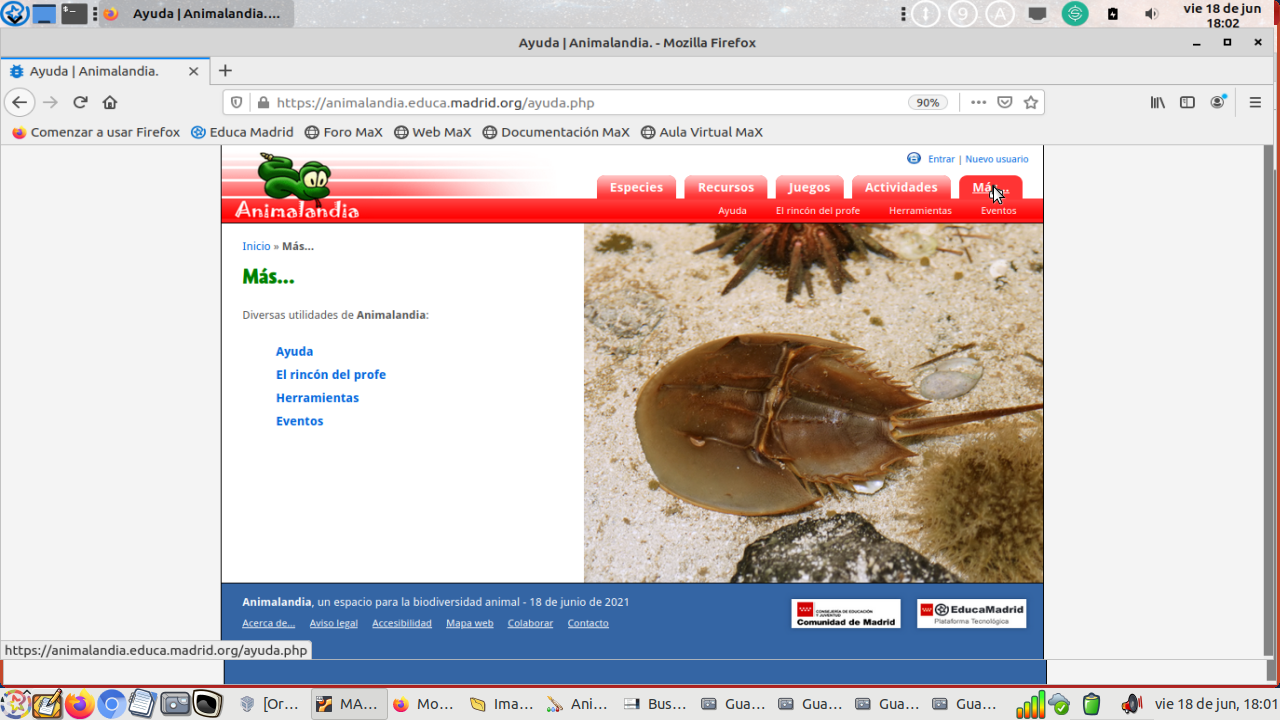 Ayuda | Animalandia....
9
A
vie 18 de jun
18:02
Ayuda | Animalandia. - Mozilla Firefox
Ayuda | Animalandia.
https://animalandia.educa.madrid.org/ayuda.php
90%
Comenzar a usar Firefox
Educa Madrid
Foro MaX
Web MaX
Documentación MaX
Aula Virtual MaX
Entrar | Nuevo usuario
Animalandia
Especies
Recursos
Juegos
Actividades
Más...
Ayuda
El rincón del profe
Herramientas
Eventos
Inicio » Más...
Más...
Diversas utilidades de Animalandia:
Ayuda
El rincón del profe
Herramientas
Eventos
Animalandia, un espacio para la biodiversidad animal - 18 de junio de 2021
Acerca de...
Aviso legal
Accesibilidad
Mapa web
Colaborar
Contacto
CONSEJERÍA DE EDUCACIÓN
Y JUVENTUD
Comunidad de Madrid
EducaMadrid
Plataforma Tecnológica
https://animalandia.educa.madrid.org/ayuda.php
[Or...
MA...
Mo...
Ima...
Ani...
Bus...
Gua...
Gua...
Gua...
Gua...
vie 18 de jun, 18:01